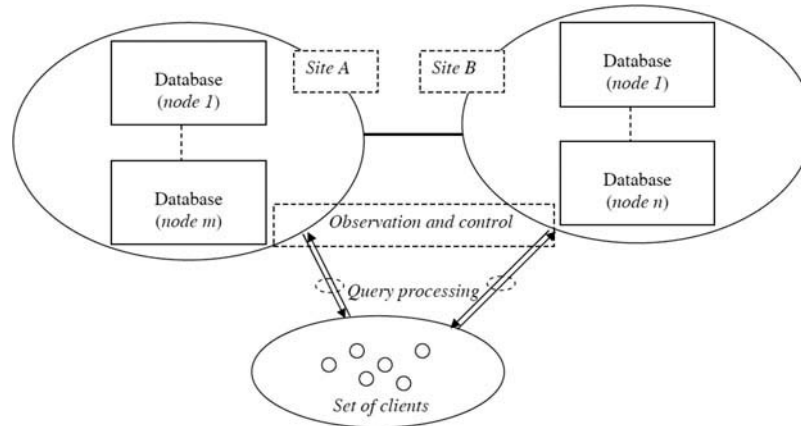 Site A
Site B
Database
(node 1)
Database
(node 1)
Database
(node m)
Database
(node n)
Observation and control
Query processing
Set of clients